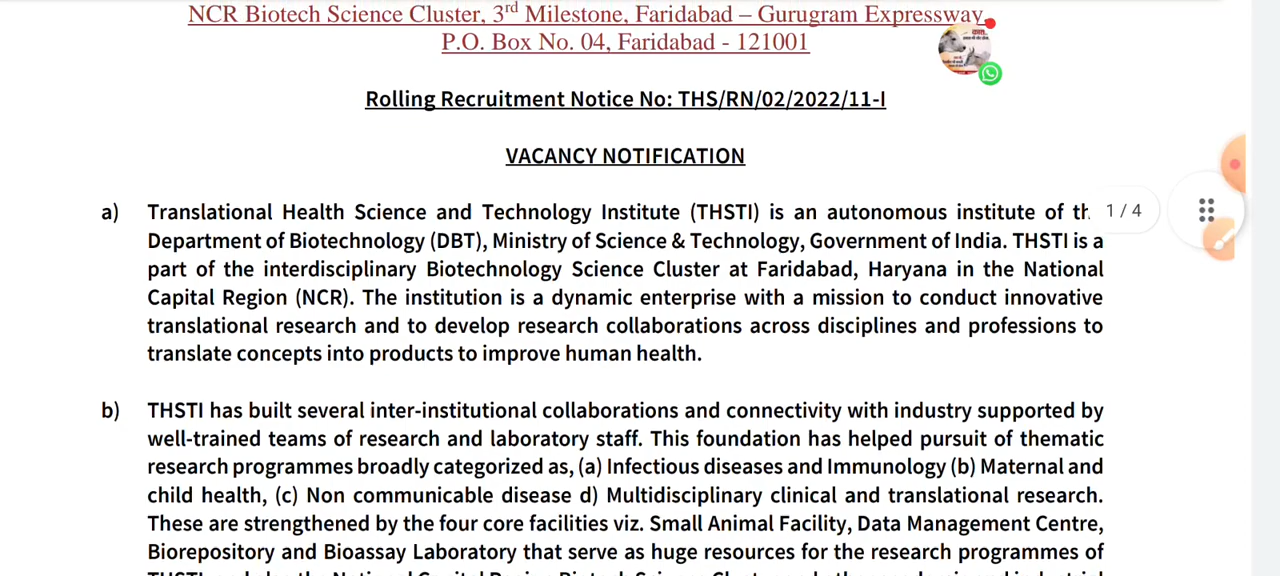 NCR Biotech Science Cluster, 3rd Milestone, Faridabad – Gurugram Expressway,
P.O. Box No. 04, Faridabad - 121001
Rolling Recruitment Notice No: THS/RN/02/2022/11-I
VACANCY NOTIFICATION
a) Translational Health Science and Technology Institute (THSTI) is an autonomous institute of th
1 / 4
Department of Biotechnology (DBT), Ministry of Science & Technology, Government of India. THSTI is a
part of the interdisciplinary Biotechnology Science Cluster at Faridabad, Haryana in the National
Capital Region (NCR). The institution is a dynamic enterprise with a mission to conduct innovative
translational research and to develop research collaborations across disciplines and professions to
translate concepts into products to improve human health.
b) THSTI has built several inter-institutional collaborations and connectivity with industry supported by
well-trained teams of research and laboratory staff. This foundation has helped pursuit of thematic
research programmes broadly categorized as, (a) Infectious diseases and Immunology (b) Maternal and
child health, (c) Non communicable disease d) Multidisciplinary clinical and translational research.
These are strengthened by the four core facilities viz. Small Animal Facility, Data Management Centre,
Biorepository and Bioassay Laboratory that serve as huge resources for the research programmes of